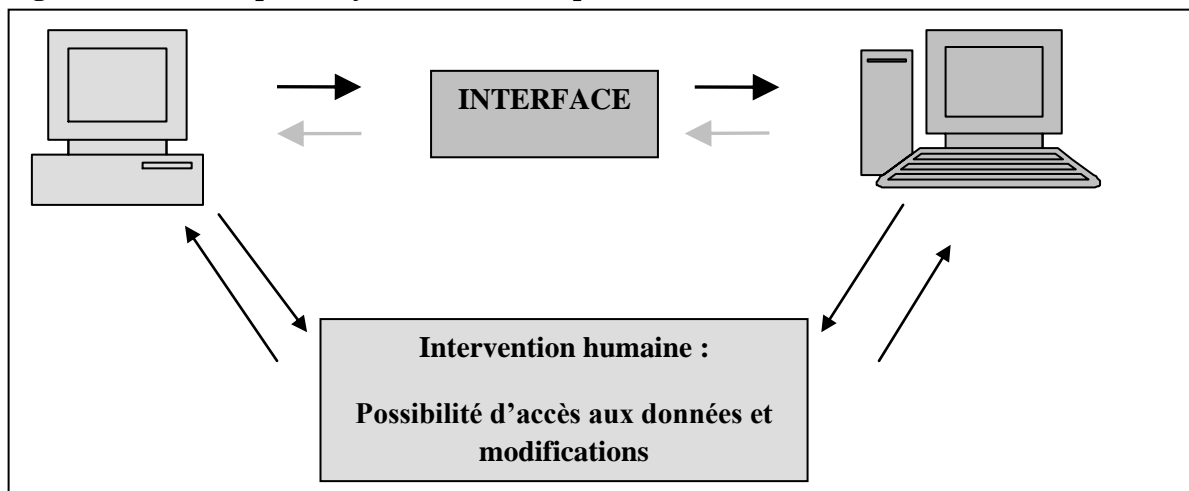 INTERFACE
Intervention humaine :
Possibilité d’accès aux données et
modifications